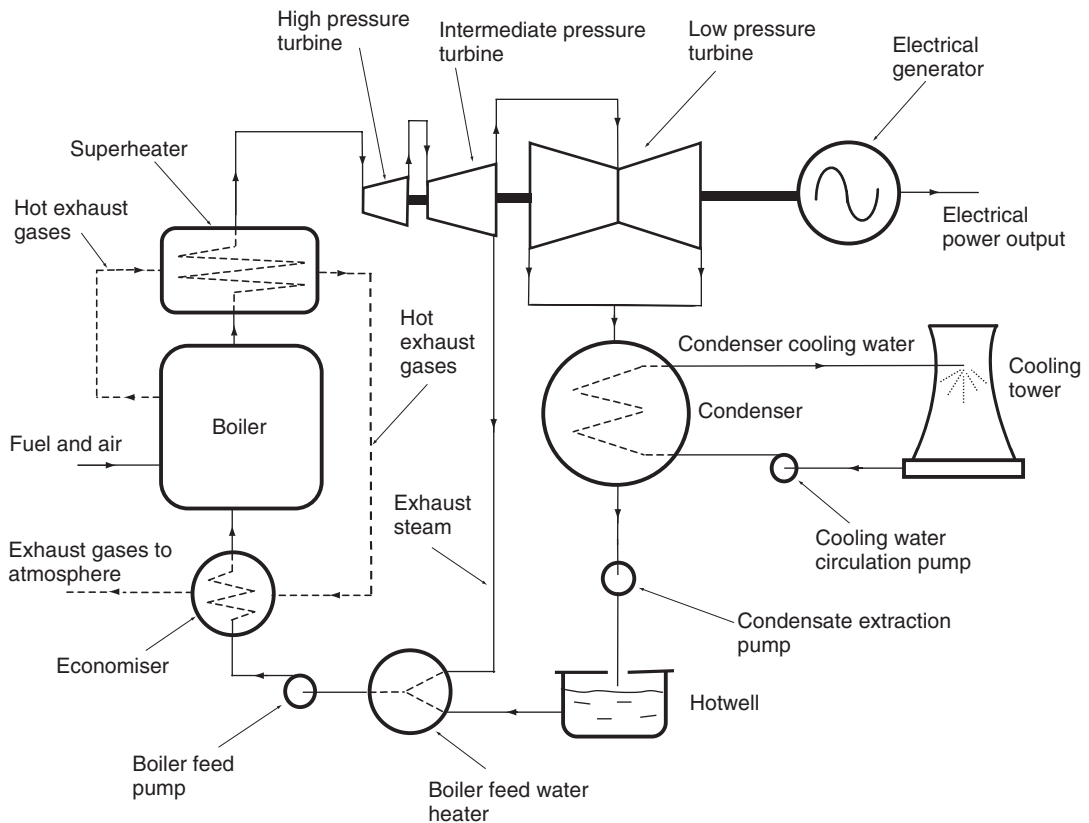 High pressure
turbine
Intermediate pressure
turbine
Low pressure
turbine
Electrical
generator
Superheater
Hot exhaust
gases
Electrical
power output
Hot
exhaust
gases
Condenser cooling water
Cooling
tower
Boiler
Condenser
Fuel and air
Exhaust
steam
Cooling water
circulation pump
Exhaust gases to
atmosphere
Condensate extraction
pump
Economiser
Hotwell
Boiler feed
pump
Boiler feed water
heater